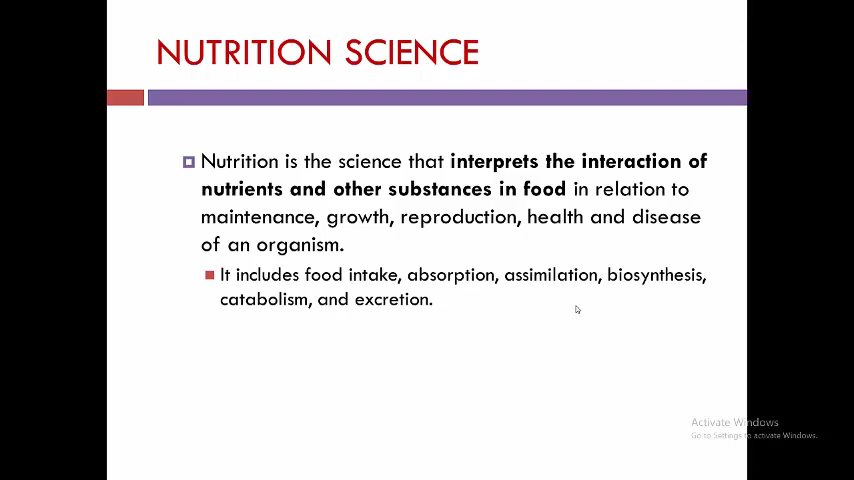 NUTRITION SCIENCE
Nutrition is the science that interprets the interaction of
nutrients and other substances in food in relation to
maintenance, growth, reproduction, health and disease
of an organism.
It includes food intake, absorption, assimilation, biosynthesis,
catabolism, and excretion.
Activate Windows
Go to Settings to activate Windows.